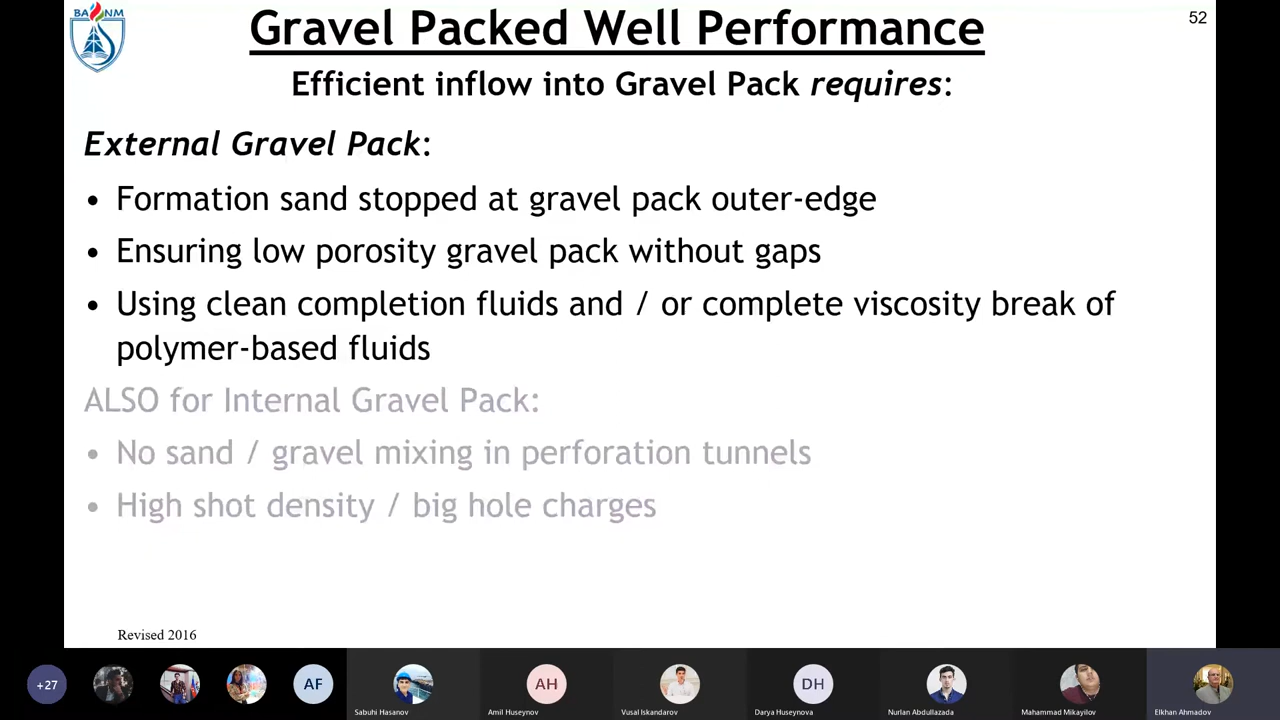 BA NM
Gravel Packed Well Performance
52
Efficient inflow into Gravel Pack requires:
External Gravel Pack:
• Formation sand stopped at gravel pack outer-edge
• Ensuring low porosity gravel pack without gaps
• Using clean completion fluids and / or complete viscosity break of
polymer-based fluids
ALSO for Internal Gravel Pack:
• No sand / gravel mixing in perforation tunnels
• High shot density / big hole charges
Revised 2016
+27
AF
AH
DH
Sabuhi Hasanov
Amil Huseynov
Vusal Iskandarov
Darya Huseynova
Nurlan Abdullazada
Mahammad Mikayilov
Elkhan Ahmadov